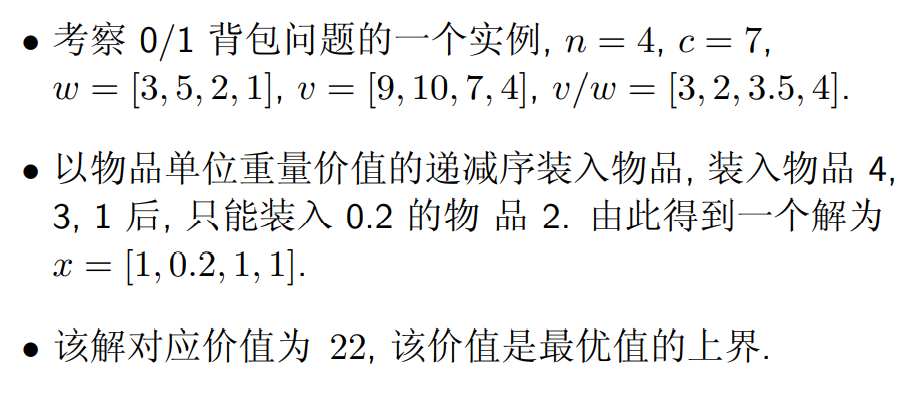 • 考察 0/1 背包问题的一个实例, n = 4, c = 7,
w = [3, 5, 2, 1], v = [9, 10, 7, 4], v/w = [3, 2, 3.5, 4].
• 以物品单位重量价值的递减序装入物品, 装入物品 4,
3, 1 后, 只能装入 0.2 的物 品 2. 由此得到一个解为
x = [1, 0.2, 1, 1].
• 该解对应价值为 22, 该价值是最优值的上界.